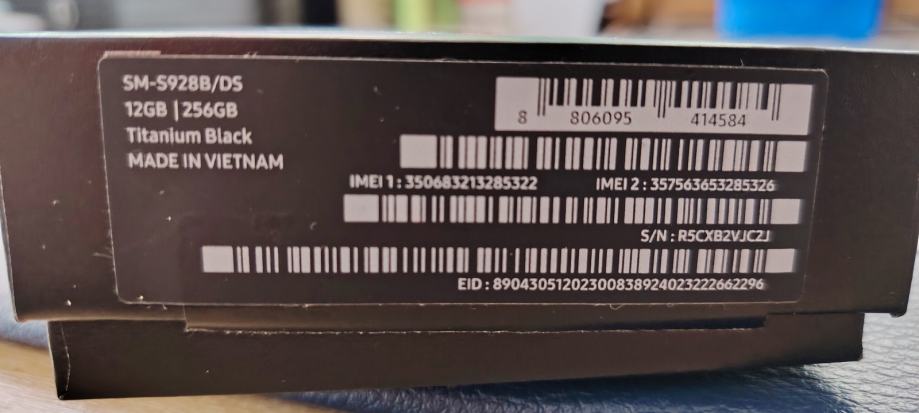 SM-S928B/DS
12GB | 256GB
Titanium Black
MADE IN VIETNAM
8 806095 414584
IMEI 1 : 350683213285322 IMEI 2 : 357563653285326
S/N : R5CXB2VJCZJ
EID : 89043051202300838924023222662296